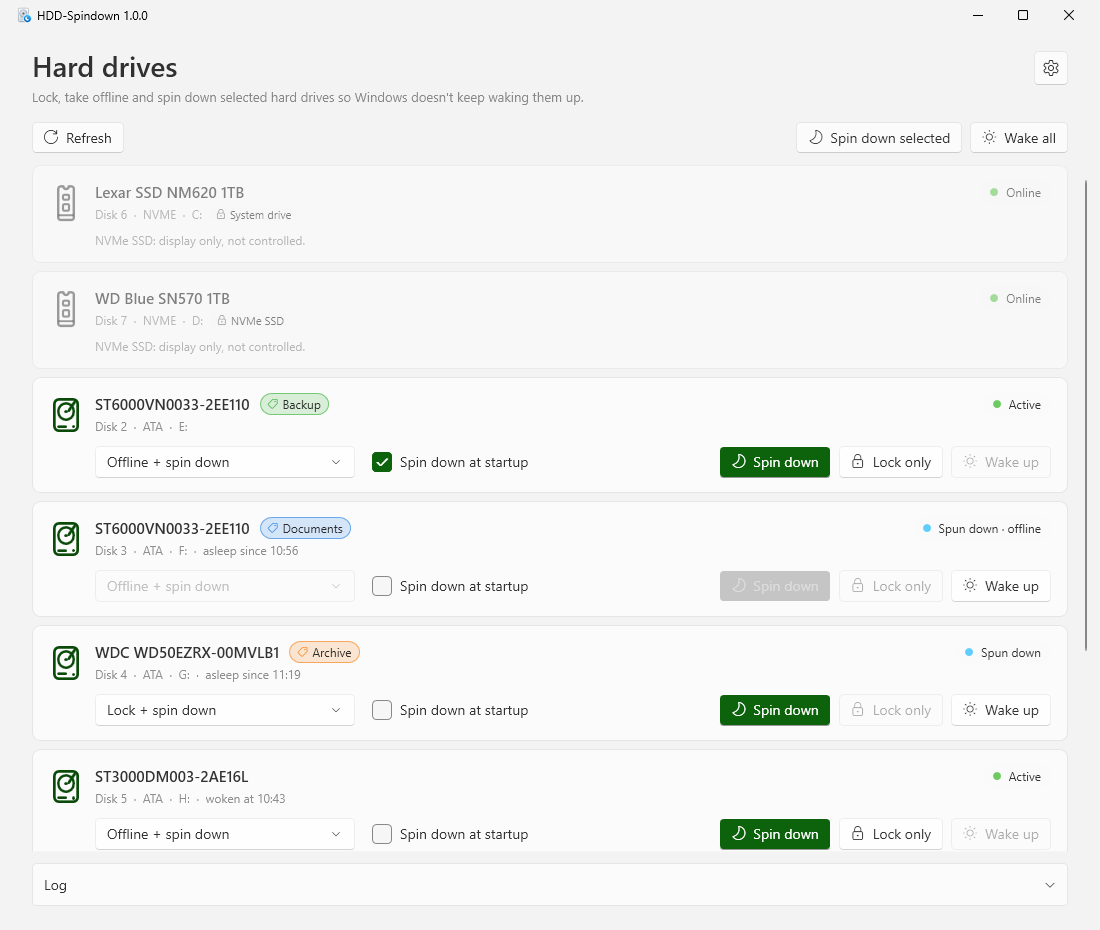 HDD-Spindown 1.0.0
Hard drives
Lock, take offline and spin down selected hard drives so Windows doesn't keep waking them up.
Refresh
Spin down selected
Wake all
Lexar SSD NM620 1TB
Online
Disk 6 · NVME · C: System drive
NVMe SSD: display only, not controlled.
WD Blue SN570 1TB
Online
Disk 7 · NVME · D: NVMe SSD
NVMe SSD: display only, not controlled.
ST6000VN0033-2EE110 Backup
Active
Disk 2 · ATA · E:
Offline + spin down
Spin down at startup
Spin down
Lock only
Wake up
ST6000VN0033-2EE110 Documents
Spun down · offline
Disk 3 · ATA · F: · asleep since 10:56
Offline + spin down
Spin down at startup
Spin down
Lock only
Wake up
WDC WD50EZRX-00MVLB1 Archive
Spun down
Disk 4 · ATA · G: · asleep since 11:19
Lock + spin down
Spin down at startup
Spin down
Lock only
Wake up
ST3000DM003-2AE16L
Active
Disk 5 · ATA · H: · woken at 10:43
Offline + spin down
Spin down at startup
Spin down
Lock only
Wake up
Log